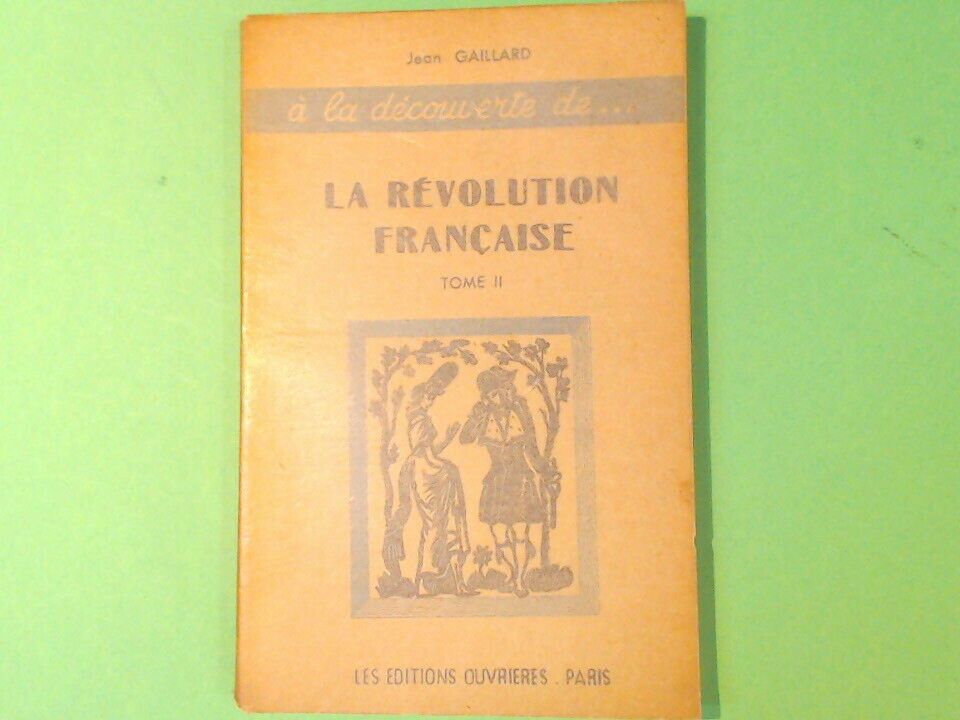 Jean GAILLARD
à la découverte de...
LA RÉVOLUTION
FRANÇAISE
TOME II
LES EDITIONS OUVRIERES . PARIS